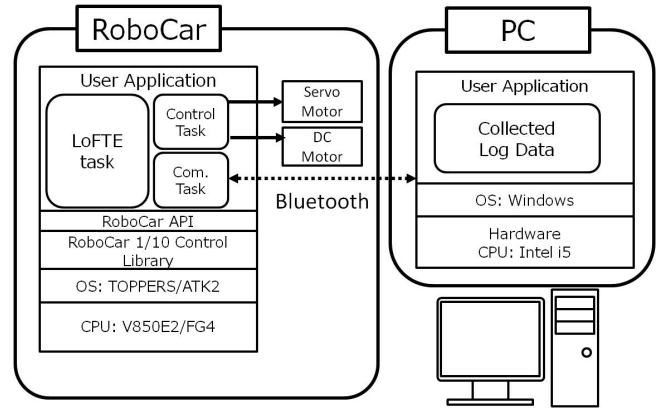 RoboCar
User Application
LoFTE
task
Control
Task
Com.
Task
Servo
Motor
DC
Motor
Bluetooth
RoboCar API
RoboCar 1/10 Control
Library
OS: TOPPERS/ATK2
CPU: V850E2/FG4
PC
User Application
Collected
Log Data
OS: Windows
Hardware
CPU: Intel i5